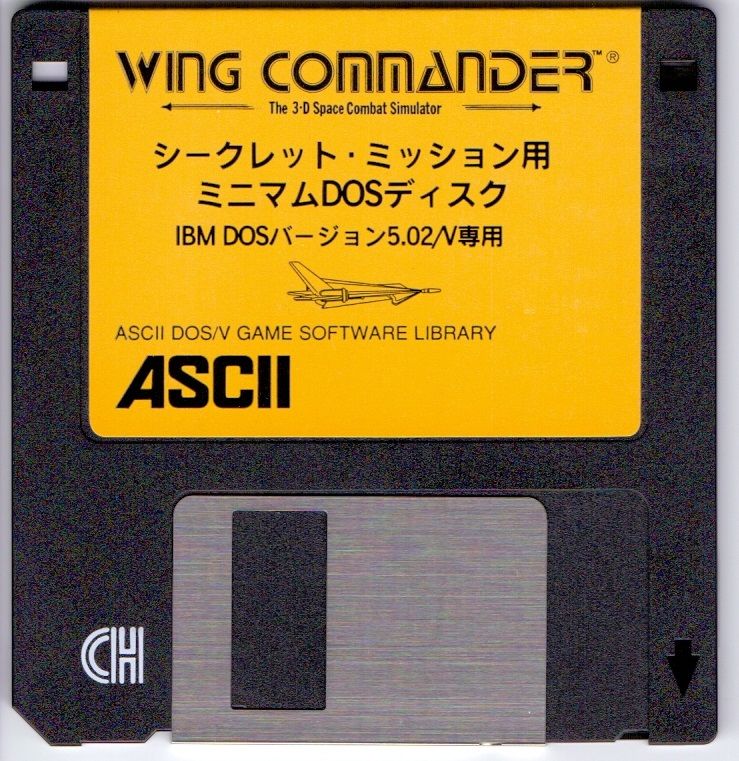 WING COMMANDER™®
The 3-D Space Combat Simulator
シークレット・ミッション用
ミニマムDOSディスク
IBM DOSバージョン5.02/V専用
ASCII DOS/V GAME SOFTWARE LIBRARY
ASCII
CH